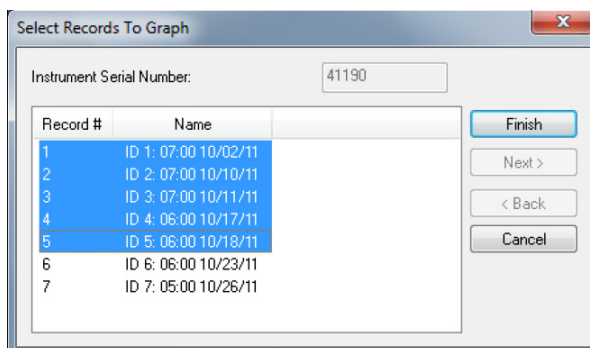 Select Records To Graph
Instrument Serial Number: 41190
Record # Name
1 ID 1: 07:00 10/02/11
2 ID 2: 07:00 10/10/11
3 ID 3: 07:00 10/11/11
4 ID 4: 06:00 10/17/11
5 ID 5: 06:00 10/18/11
6 ID 6: 06:00 10/23/11
7 ID 7: 05:00 10/26/11
Finish
Next >
< Back
Cancel